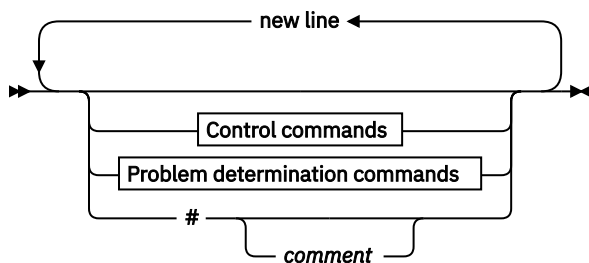 new line
Control commands
Problem determination commands
#
comment